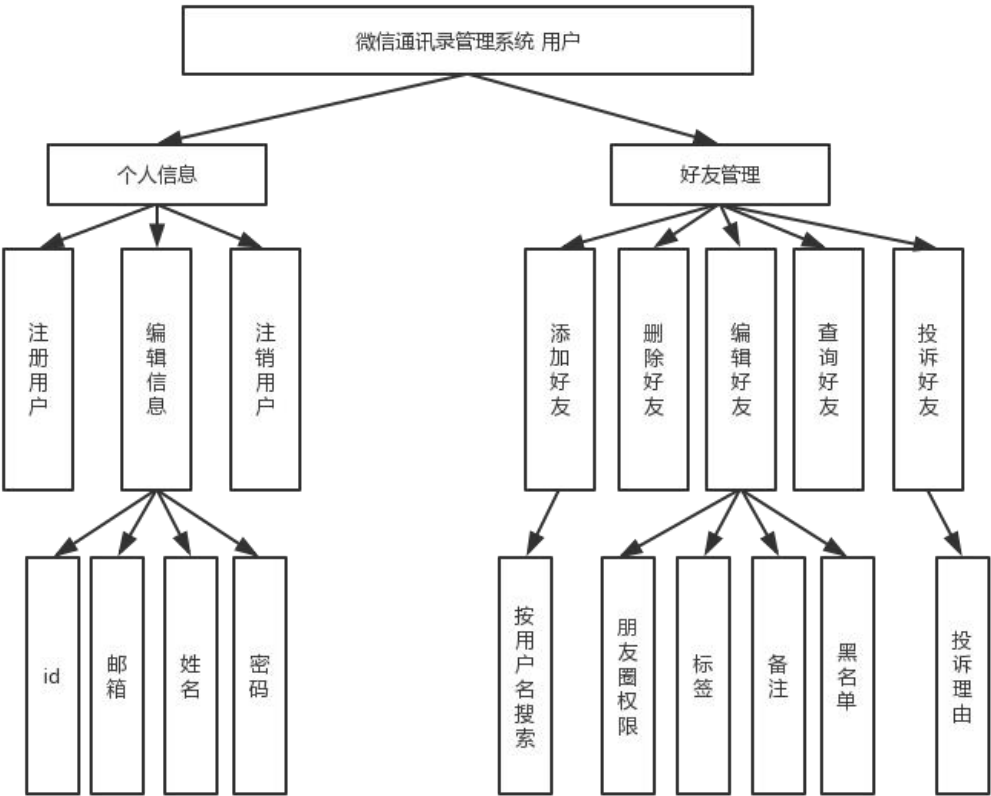 微信通讯录管理系统 用户
个人信息
好友管理
注册用户
编辑信息
注销用户
添加好友
删除好友
编辑好友
查询好友
投诉好友
id
邮箱
姓名
密码
按用户名搜索
朋友圈权限
标签
备注
黑名单
投诉理由